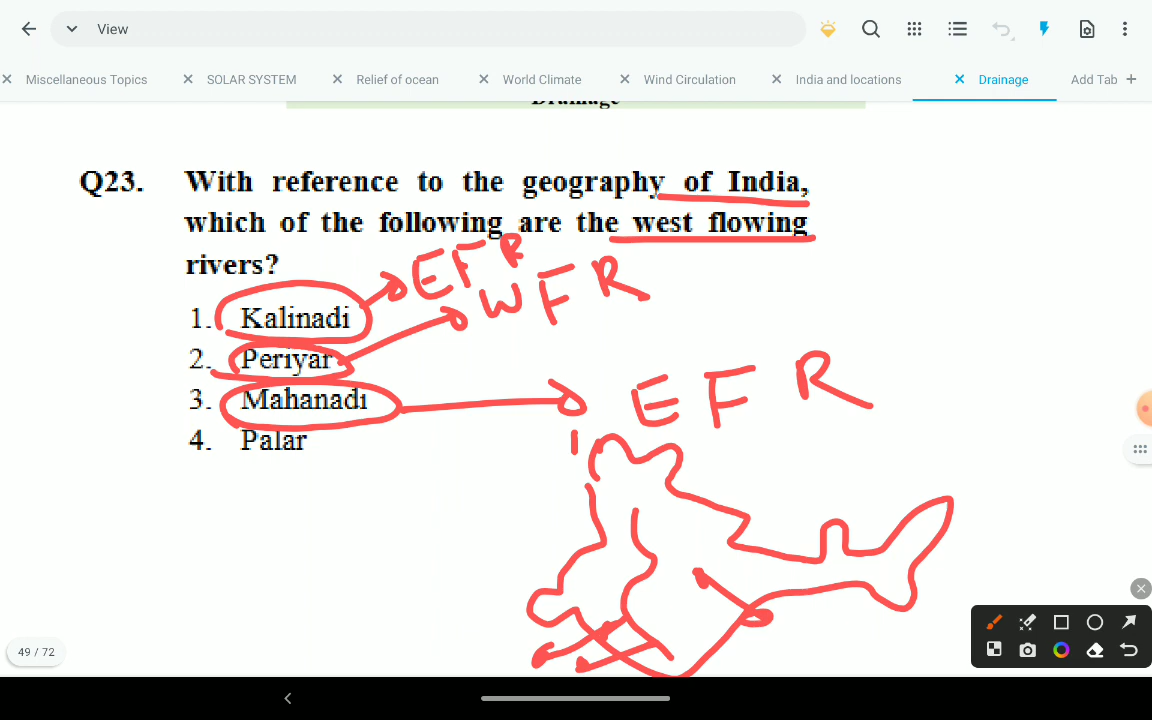 View
Miscellaneous Topics
SOLAR SYSTEM
Relief of ocean
World Climate
Wind Circulation
India and locations
Drainage
Add Tab +
Drainage
Q23. With reference to the geography of India,
which of the following are the west flowing
rivers?
EFR
1. Kalinadi
WFR
2. Periyar
3. Mahanadi
EFR
4. Palar
49 / 72